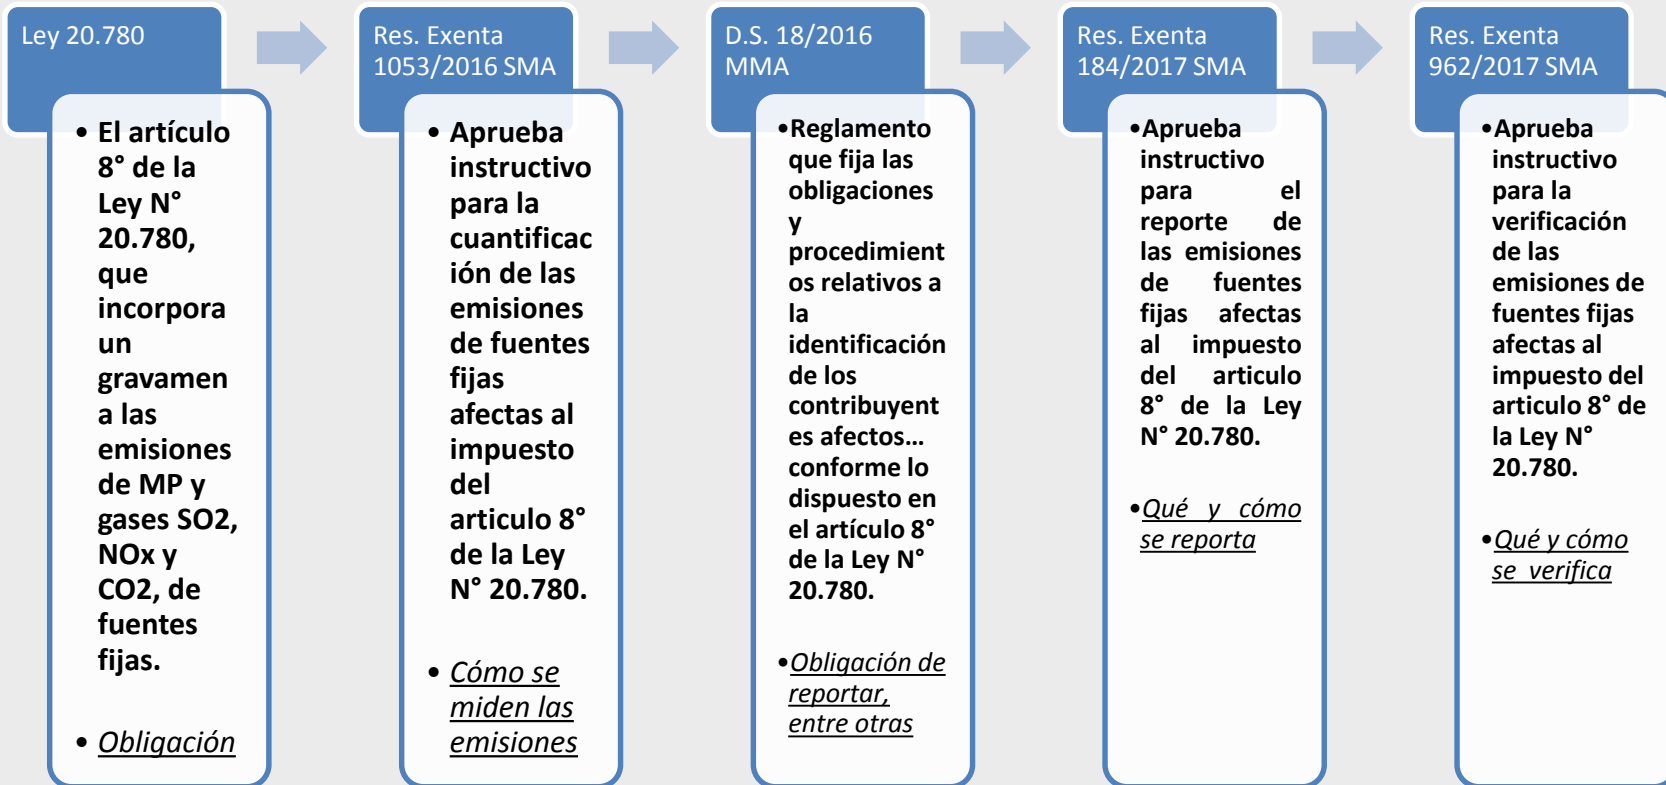 Ley 20.780
• El artículo
8° de la
Ley N°
20.780,
que
incorpora
un
gravamen
a las
emisiones
de MP y
gases SO2,
NOx y
CO2, de
fuentes
fijas.
• Obligación
Res. Exenta
1053/2016 SMA
• Aprueba
instructivo
para la
cuantificac
ión de las
emisiones
de fuentes
fijas
afectas al
impuesto
del
articulo 8°
de la Ley
N° 20.780.
• Cómo se
miden las
emisiones
D.S. 18/2016
MMA
•Reglamento
que fija las
obligaciones
y
procedimient
os relativos a
la
identificación
de los
contribuyent
es afectos...
conforme lo
dispuesto en
el artículo 8°
de la Ley N°
20.780.
•Obligación de
reportar,
entre otras
Res. Exenta
184/2017 SMA
•Aprueba
instructivo
para el
reporte de
las emisiones
de fuentes
fijas afectas
al impuesto
del articulo
8° de la Ley
N° 20.780.
•Qué y cómo
se reporta
Res. Exenta
962/2017 SMA
•Aprueba
instructivo
para la
verificación
de las
emisiones de
fuentes fijas
afectas al
impuesto del
articulo 8° de
la Ley N°
20.780.
•Qué y cómo
se verifica